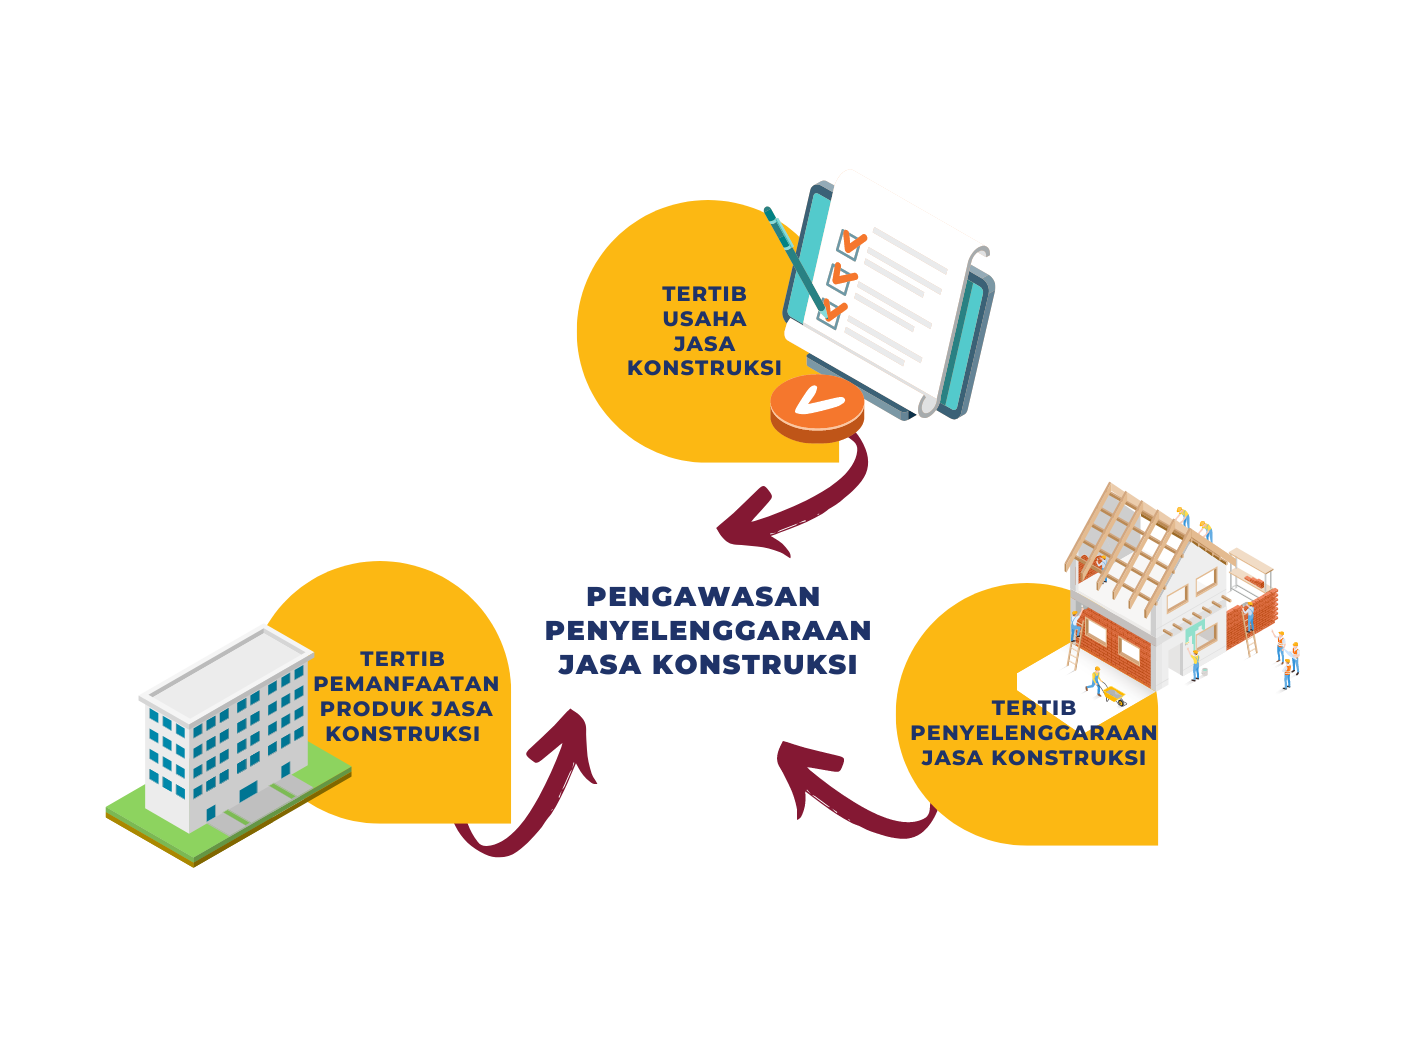 TERTIB
USAHA
JASA
KONSTRUKSI
PENGAWASAN
PENYELENGGARAAN
JASA KONSTRUKSI
TERTIB
PEMANFAATAN
PRODUK JASA
KONSTRUKSI
TERTIB
PENYELENGGARAAN
JASA KONSTRUKSI